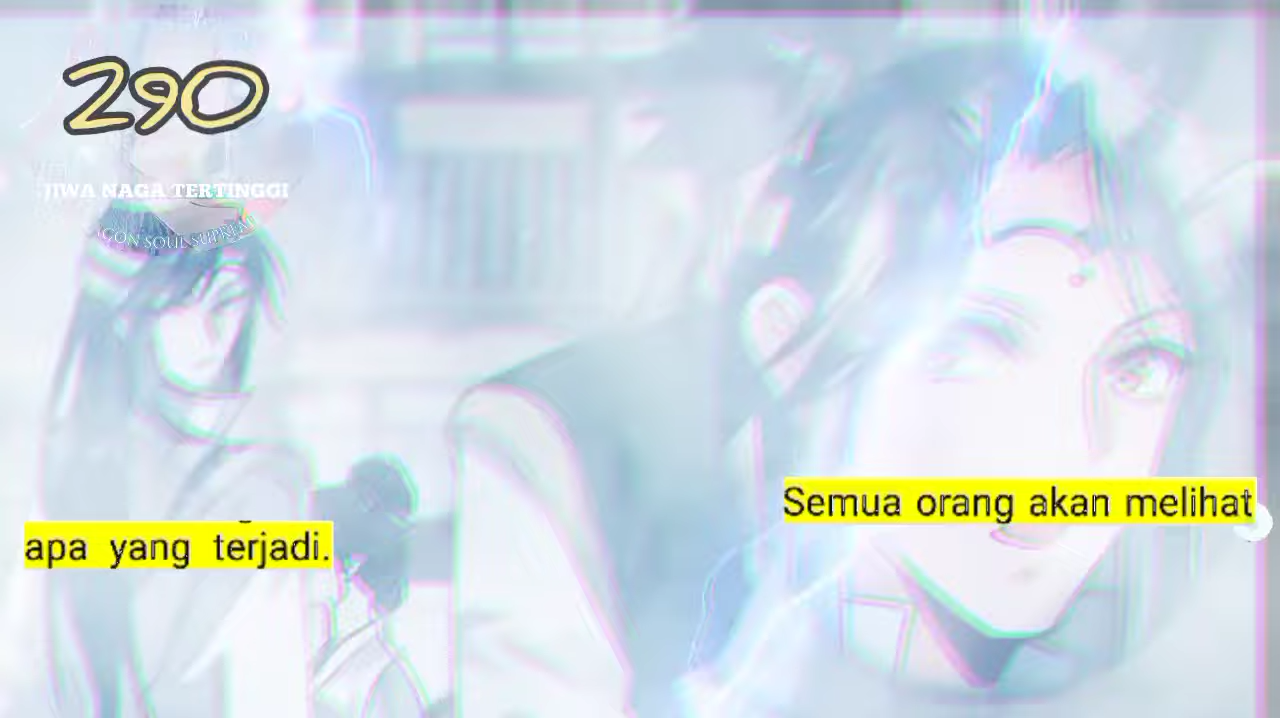 290
JIWA NAGA TERTINGGI
Semua orang akan melihat
apa yang terjadi.